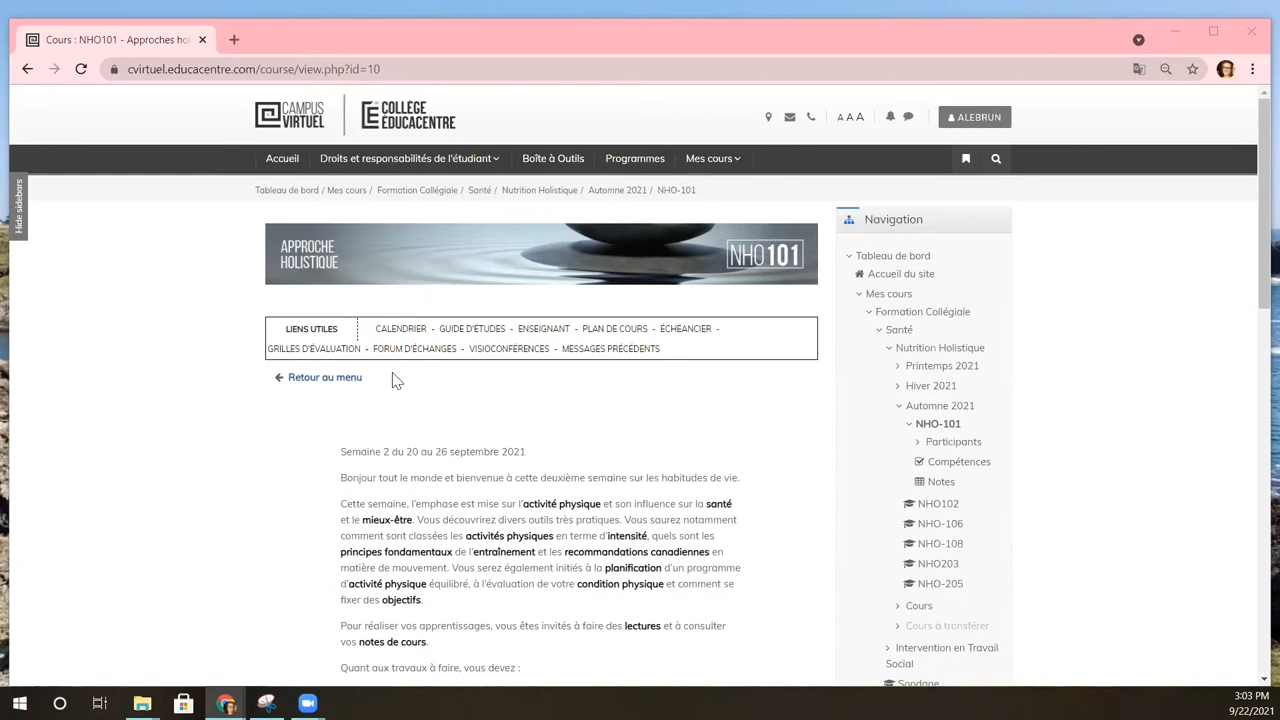 Cours : NHO101 - Approches hol
cvirtuel.educacentre.com/course/view.php?id=10
CAMPUS VIRTUEL
COLLÈGE ÉDUCACENTRE
A A A
ALEBRUN
Accueil Droits et responsabilités de l'étudiant Boîte à Outils Programmes Mes cours
Hide sidebars
Tableau de bord / Mes cours / Formation Collégiale / Santé / Nutrition Holistique / Automne 2021 / NHO-101
APPROCHE
HOLISTIQUE
NHO101
LIENS UTILES CALENDRIER - GUIDE D'ÉTUDES - ENSEIGNANT - PLAN DE COURS - ÉCHÉANCIER -
GRILLES D'ÉVALUATION - FORUM D'ÉCHANGES - VISIOCONFÉRENCES - MESSAGES PRÉCÉDENTS
Retour au menu
Semaine 2 du 20 au 26 septembre 2021
Bonjour tout le monde et bienvenue à cette deuxième semaine sur les habitudes de vie.
Cette semaine, l'emphase est mise sur l'activité physique et son influence sur la santé
et le mieux-être. Vous découvrirez divers outils très pratiques. Vous saurez notamment
comment sont classées les activités physiques en terme d'intensité, quels sont les
principes fondamentaux de l'entraînement et les recommandations canadiennes en
matière de mouvement. Vous serez également initiés à la planification d'un programme
d'activité physique équilibré, à l'évaluation de votre condition physique et comment se
fixer des objectifs.
Pour réaliser vos apprentissages, vous êtes invités à faire des lectures et à consulter
vos notes de cours.
Quant aux travaux à faire, vous devez :
Navigation
Tableau de bord
Accueil du site
Mes cours
Formation Collégiale
Santé
Nutrition Holistique
Printemps 2021
Hiver 2021
Automne 2021
NHO-101
Participants
Compétences
Notes
NHO102
NHO-106
NHO-108
NHO203
NHO-205
Cours
Cours à transférer
Intervention en Travail
Social
Sondage
3:03 PM
9/22/2021